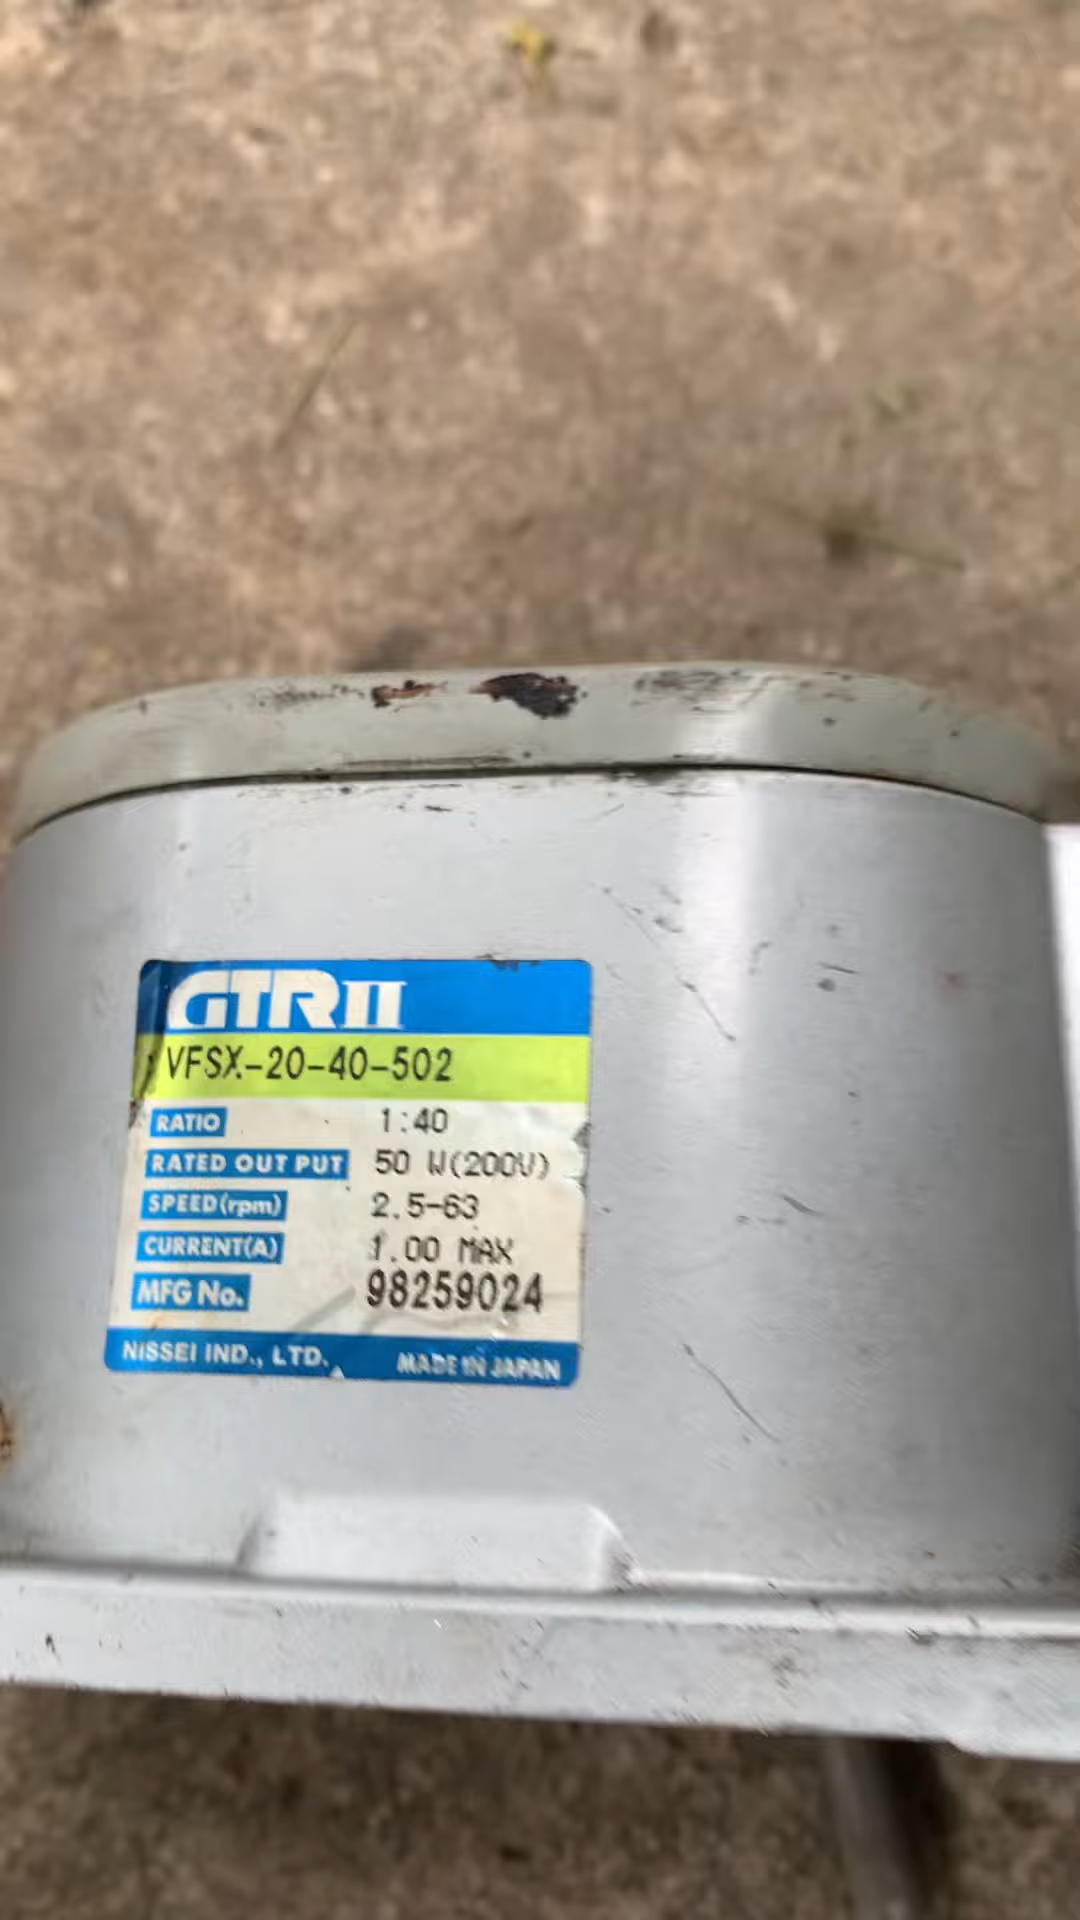 GTRII
VFSX-20-40-502
RATIO 1:40
RATED OUT PUT 50 W(200V)
SPEED(rpm) 2.5-63
CURRENT(A) 1.00 MAX
MFG No. 98259024
NISSEI IND., LTD. MADE IN JAPAN